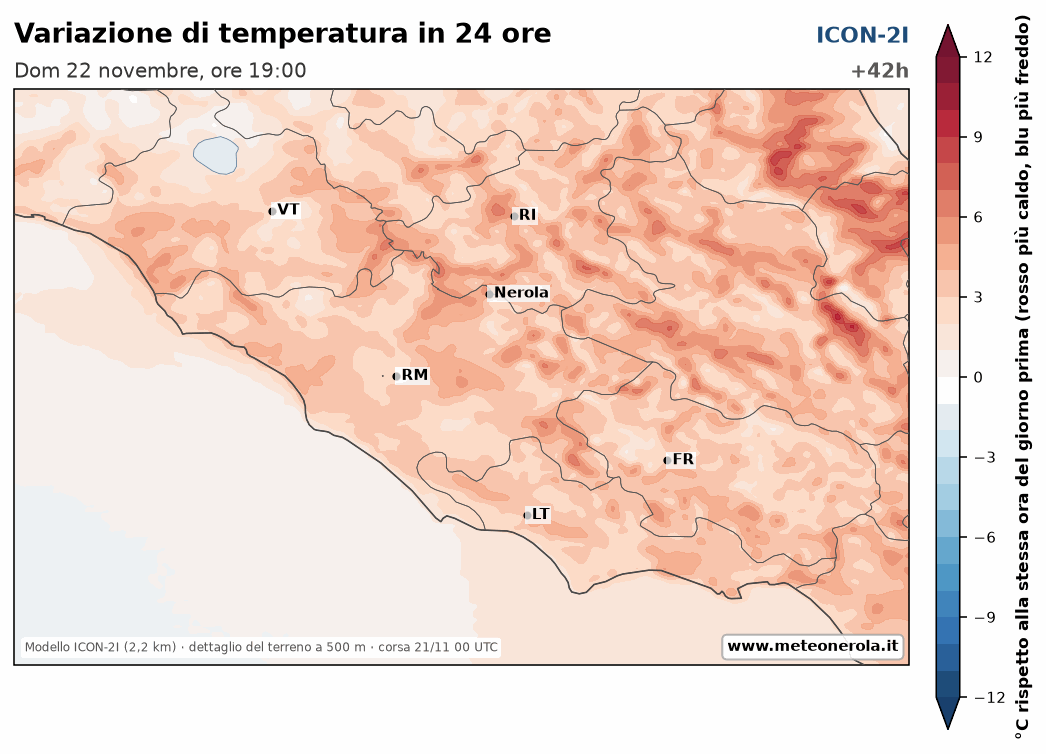 Variazione di temperatura in 24 ore
ICON-2I
Dom 22 novembre, ore 19:00
+42h
VT
RI
Nerola
RM
FR
LT
Modello ICON-2I (2,2 km) · dettaglio del terreno a 500 m · corsa 21/11 00 UTC
www.meteonerola.it
12
9
6
3
0
−3
−6
−9
−12
°C rispetto alla stessa ora del giorno prima (rosso più caldo, blu più freddo)